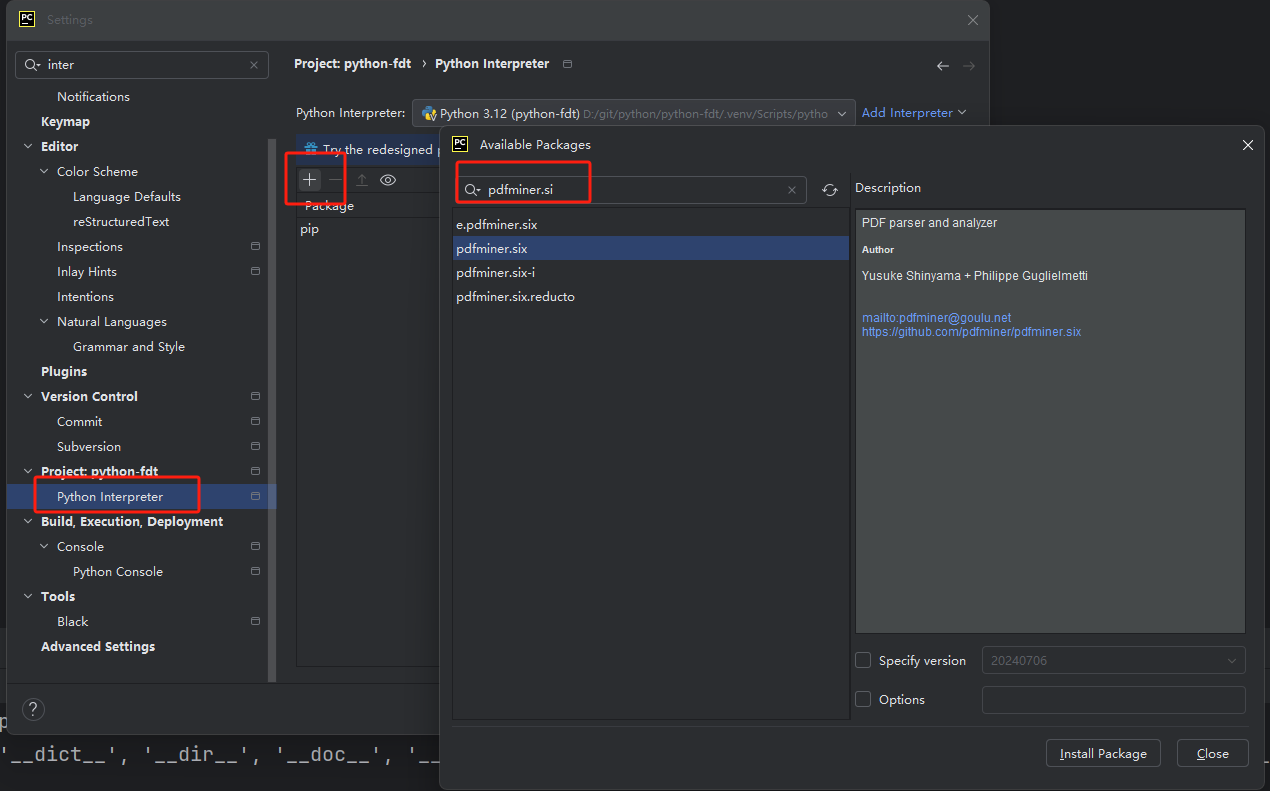 PC Settings
inter
Notifications
Keymap
Editor
Color Scheme
Language Defaults
reStructuredText
Inspections
Inlay Hints
Intentions
Natural Languages
Grammar and Style
Plugins
Version Control
Commit
Subversion
Project: python-fdt
Python Interpreter
Build, Execution, Deployment
Console
Python Console
Tools
Black
Advanced Settings
?
Project: python-fdt › Python Interpreter
Python Interpreter: Python 3.12 (python-fdt) D:/git/python/python-fdt/.venv/Scripts/pytho Add Interpreter
Try the redesigned
Package
pip
PC Available Packages
pdfminer.si
e.pdfminer.six
pdfminer.six
pdfminer.six-i
pdfminer.six.reducto
Description
PDF parser and analyzer
Author
Yusuke Shinyama + Philippe Guglielmetti
mailto:pdfminer@goulu.net
https://github.com/pdfminer/pdfminer.six
Specify version 20240706
Options
Install Package Close
'__dict__', '__dir__', '__doc__', '__